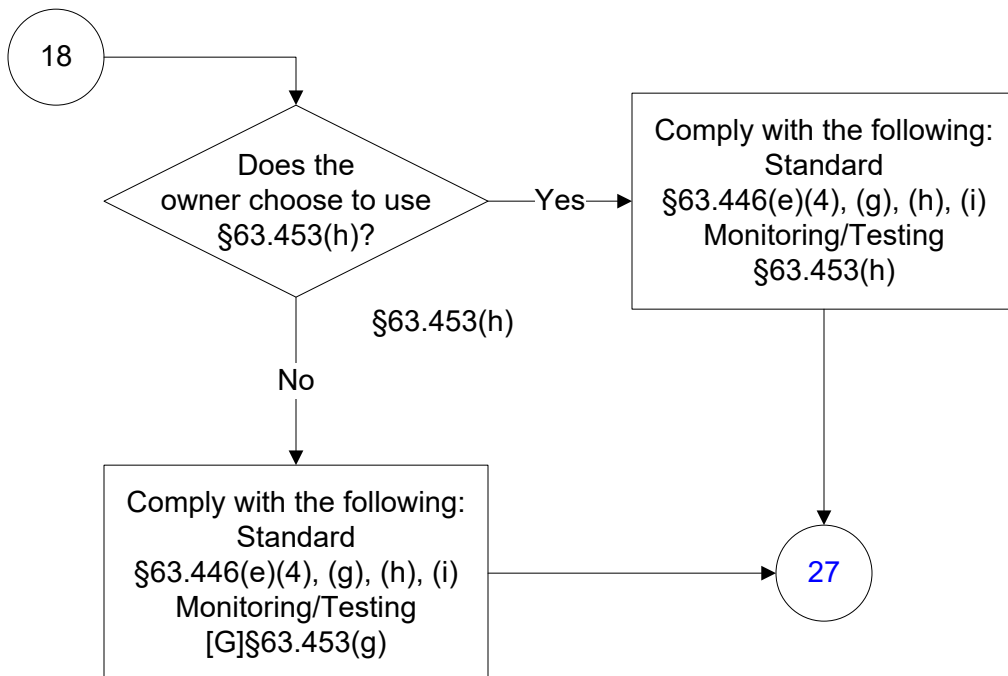 18
Does the
owner choose to use
§63.453(h)?
Yes
Comply with the following:
Standard
§63.446(e)(4), (g), (h), (i)
Monitoring/Testing
§63.453(h)
§63.453(h)
No
Comply with the following:
Standard
§63.446(e)(4), (g), (h), (i)
Monitoring/Testing
[G]§63.453(g)
27